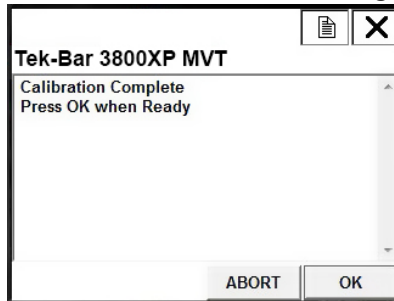 Tek-Bar 3800XP MVT
Calibration Complete
Press OK when Ready
ABORT
OK